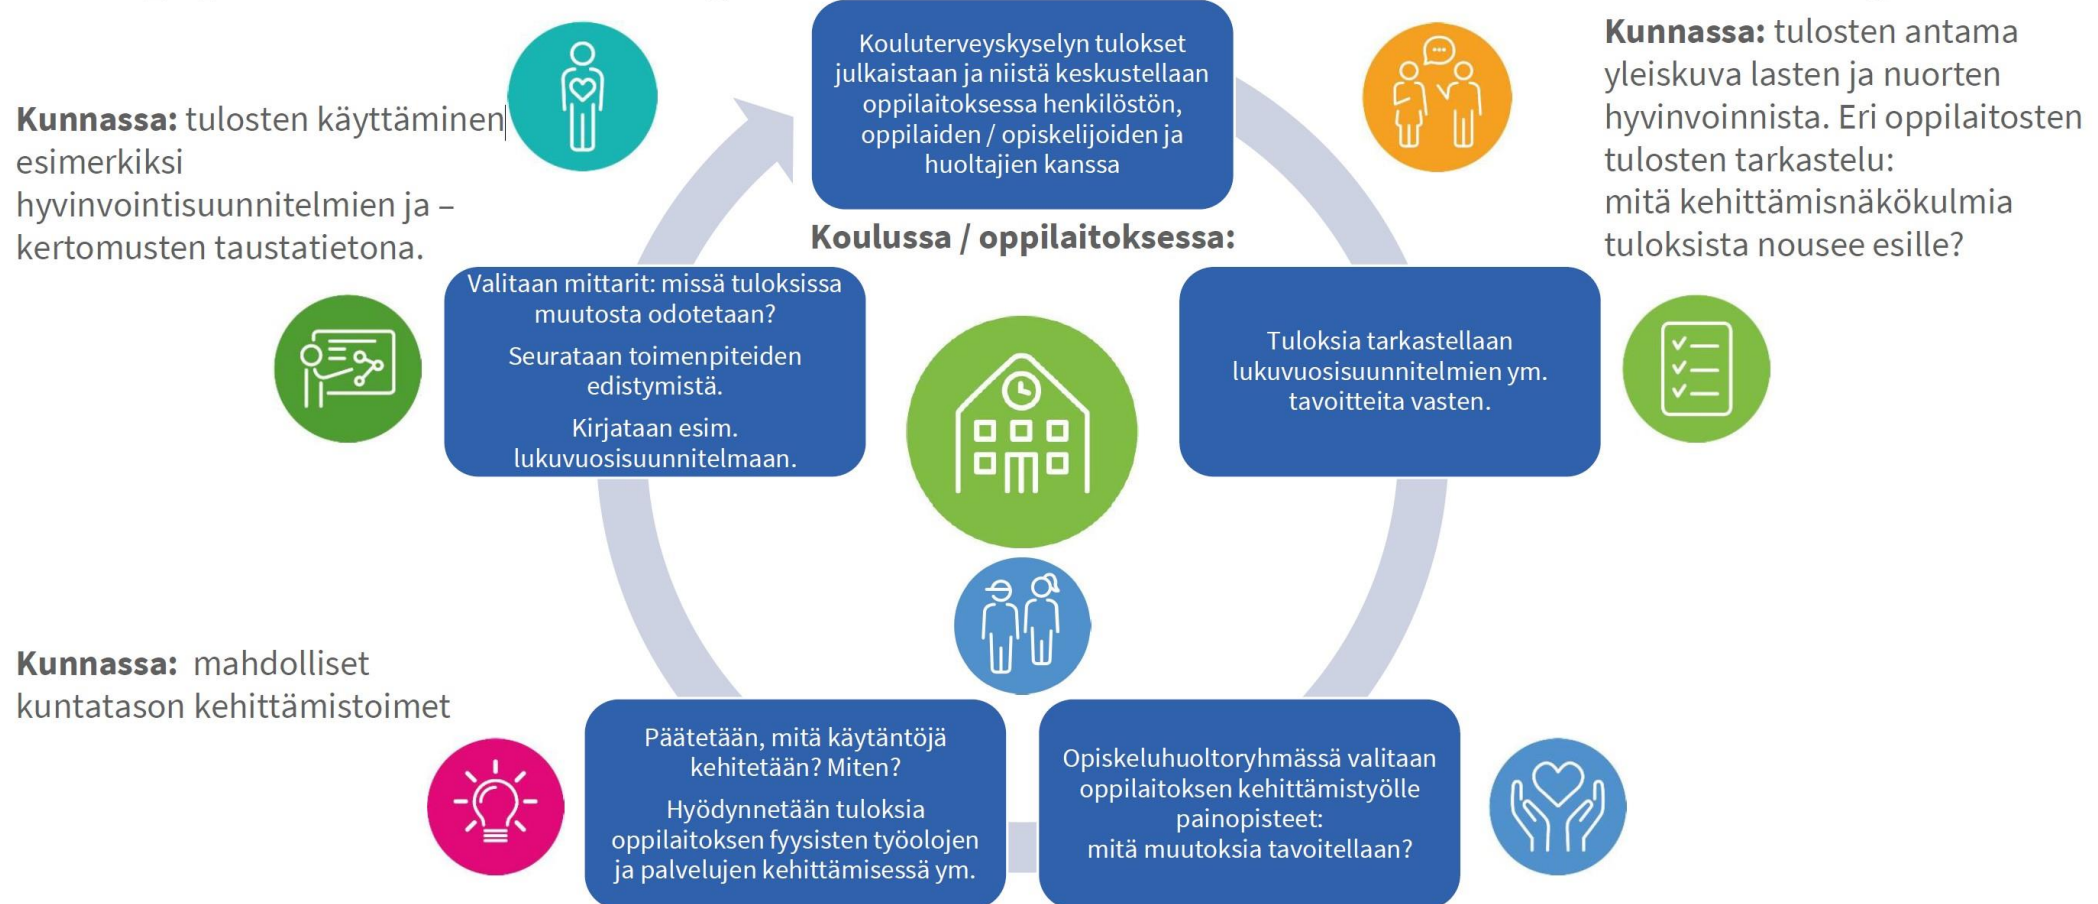 Kouluterveyskyselyn tulokset
julkaistaan ja niistä keskustellaan
oppilaitoksessa henkilöstön,
oppilaiden / opiskelijoiden ja
huoltajien kanssa
Kunnassa: tulosten antama
yleiskuva lasten ja nuorten
hyvinvoinnista. Eri oppilaitosten
tulosten tarkastelu:
mitä kehittämisnäkökulmia
tuloksista nousee esille?
Kunnassa: tulosten käyttäminen
esimerkiksi
hyvinvointisuunnitelmien ja –
kertomusten taustatietona.
Koulussa / oppilaitoksessa:
Valitaan mittarit: missä tuloksissa
muutosta odotetaan?
Seurataan toimenpiteiden
edistymistä.
Kirjataan esim.
lukuvuosisuunnitelmaan.
Tuloksia tarkastellaan
lukuvuosisuunnitelmien ym.
tavoitteita vasten.
Kunnassa: mahdolliset
kuntatason kehittämistoimet
Päätetään, mitä käytäntöjä
kehitetään? Miten?
Hyödynnetään tuloksia
oppilaitoksen fyysisten työolojen
ja palvelujen kehittämisessä ym.
Opiskeluhuoltoryhmässä valitaan
oppilaitoksen kehittämistyölle
painopisteet:
mitä muutoksia tavoitellaan?